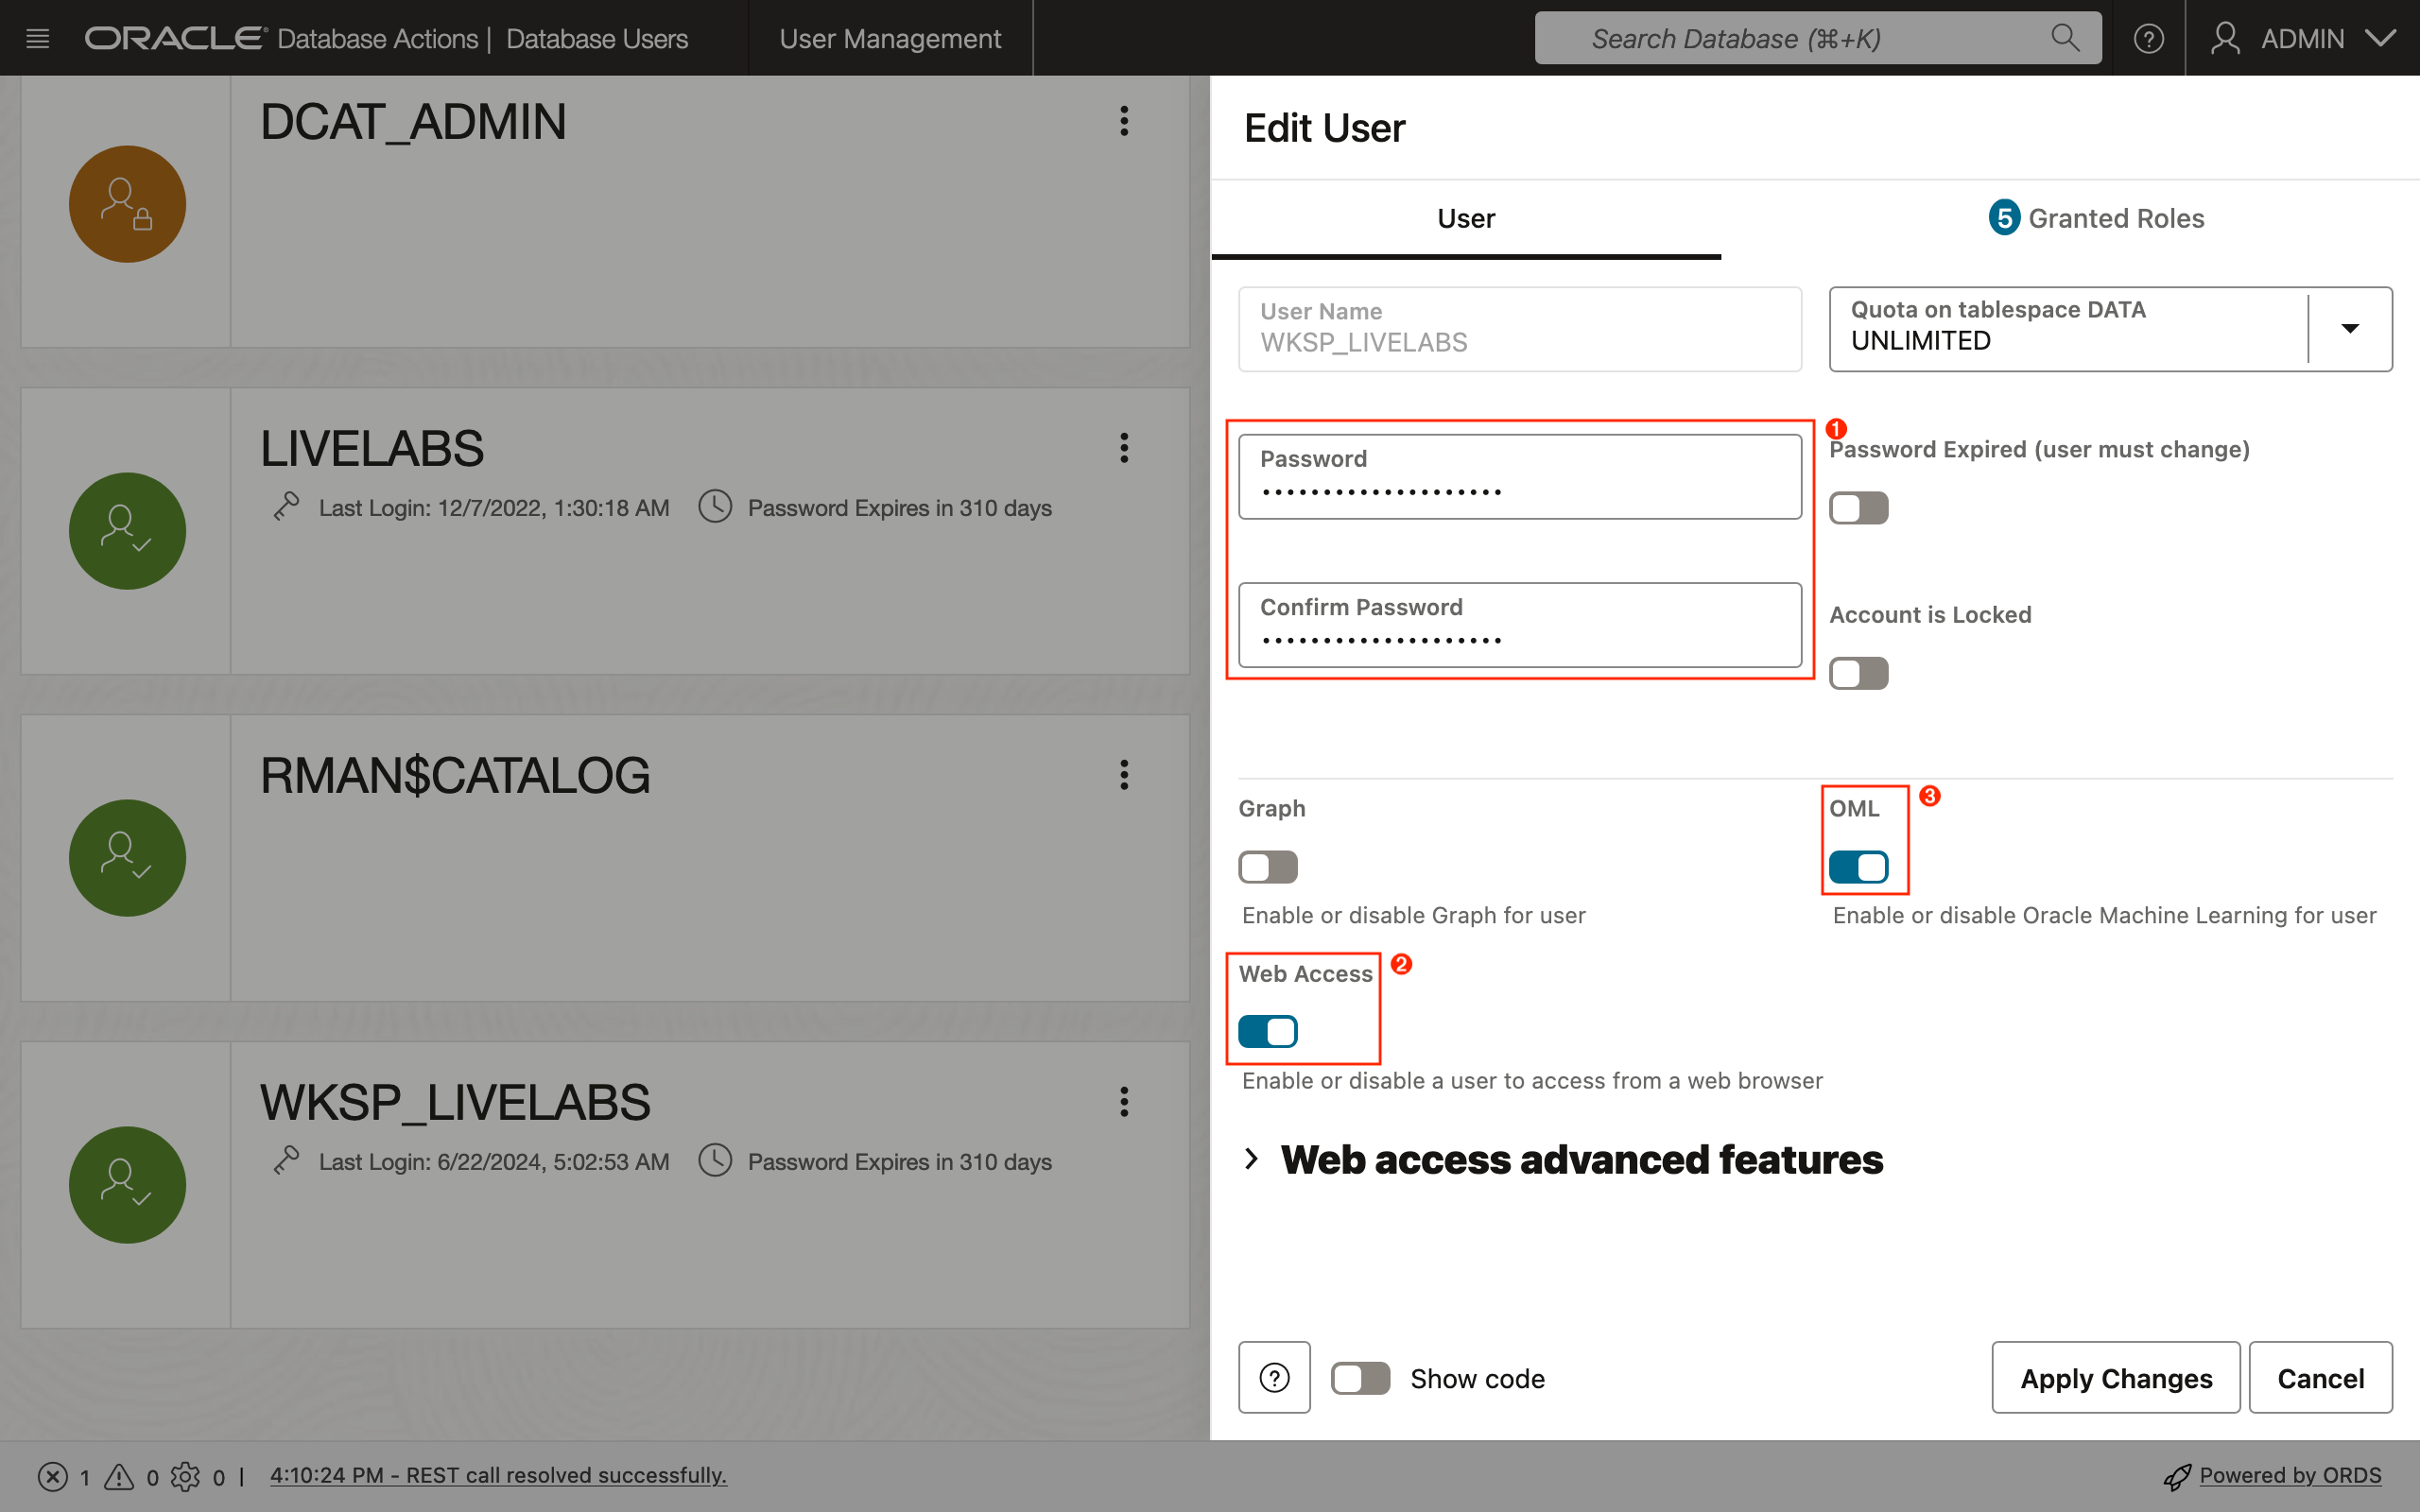 ORACLE Database Actions | Database Users
User Management
Search Database (⌘+K)
ADMIN
DCAT_ADMIN
LIVELABS
Last Login: 12/7/2022, 1:30:18 AM
Password Expires in 310 days
RMAN$CATALOG
WKSP_LIVELABS
Last Login: 6/22/2024, 5:02:53 AM
Password Expires in 310 days
Edit User
User
5 Granted Roles
User Name
WKSP_LIVELABS
Quota on tablespace DATA
UNLIMITED
1
Password
••••••••••••••••••••
Password Expired (user must change)
Confirm Password
••••••••••••••••••••
Account is Locked
Graph
Enable or disable Graph for user
OML
3
Enable or disable Oracle Machine Learning for user
Web Access
2
Enable or disable a user to access from a web browser
Web access advanced features
?
Show code
Apply Changes
Cancel
1 0 0 | 4:10:24 PM - REST call resolved successfully.
Powered by ORDS